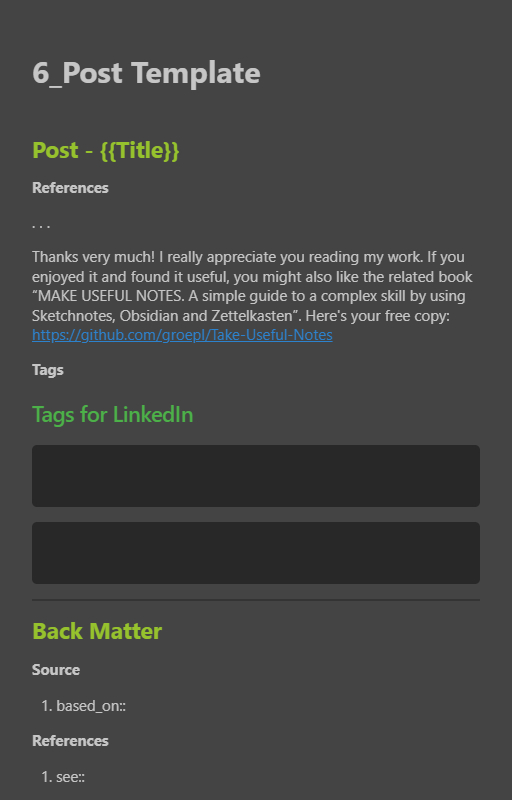 6_Post Template
Post - {{Title}}
References
. . .
Thanks very much! I really appreciate you reading my work. If you
enjoyed it and found it useful, you might also like the related book
“MAKE USEFUL NOTES. A simple guide to a complex skill by using
Sketchnotes, Obsidian and Zettelkasten”. Here's your free copy:
https://github.com/groepl/Take-Useful-Notes
Tags
Tags for LinkedIn
Back Matter
Source
1. based_on::
References
1. see::